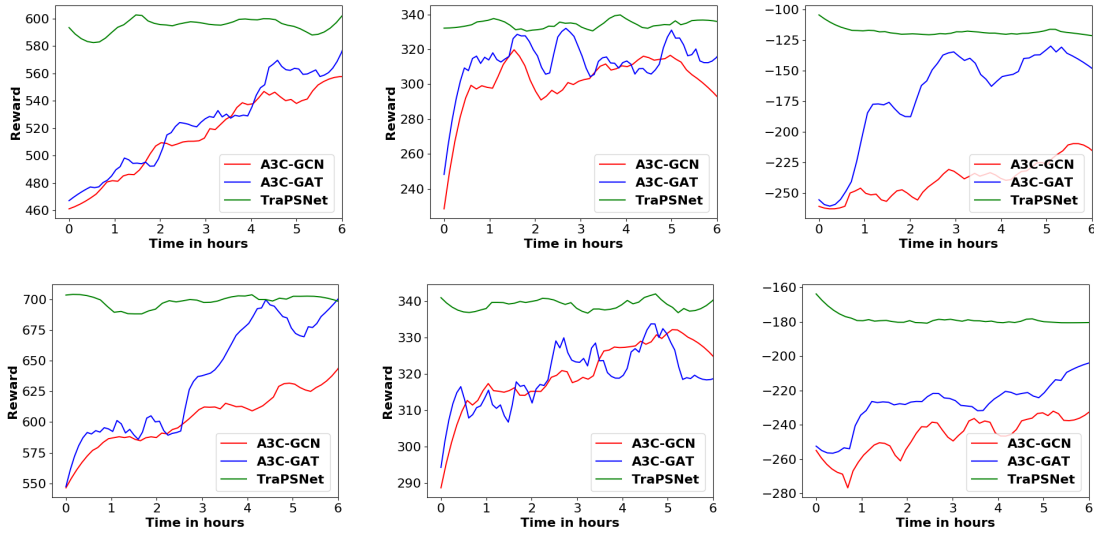 600
580
560
540
520
500
480
460
Reward
A3C-GCN
A3C-GAT
TraPSNet
0 1 2 3 4 5 6
Time in hours
340
320
300
280
260
240
Reward
A3C-GCN
A3C-GAT
TraPSNet
0 1 2 3 4 5 6
Time in hours
−100
−125
−150
−175
−200
−225
−250
Reward
A3C-GCN
A3C-GAT
TraPSNet
0 1 2 3 4 5 6
Time in hours
700
675
650
625
600
575
550
Reward
A3C-GCN
A3C-GAT
TraPSNet
0 1 2 3 4 5 6
Time in hours
340
330
320
310
300
290
Reward
A3C-GCN
A3C-GAT
TraPSNet
0 1 2 3 4 5 6
Time in hours
−160
−180
−200
−220
−240
−260
−280
Reward
A3C-GCN
A3C-GAT
TraPSNet
0 1 2 3 4 5 6
Time in hours